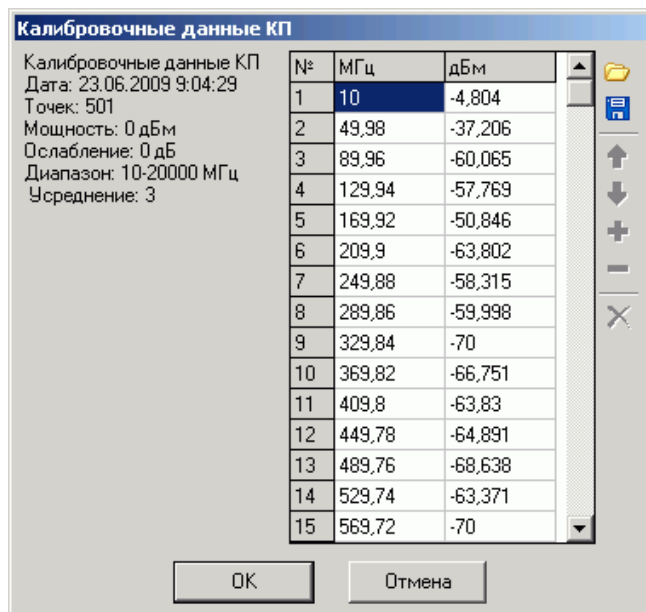 Калибровочные данные КП
Калибровочные данные КП
Дата: 23.06.2009 9:04:29
Точек: 501
Мощность: 0 дБм
Ослабление: 0 дБ
Диапазон: 10-20000 МГц
Усреднение: 3
№ МГц дБм
1 10 -4,804
2 49,98 -37,206
3 89,96 -60,065
4 129,94 -57,769
5 169,92 -50,846
6 209,9 -63,802
7 249,88 -58,315
8 289,86 -59,998
9 329,84 -70
10 369,82 -66,751
11 409,8 -63,83
12 449,78 -64,891
13 489,76 -68,638
14 529,74 -63,371
15 569,72 -70
OK Отмена